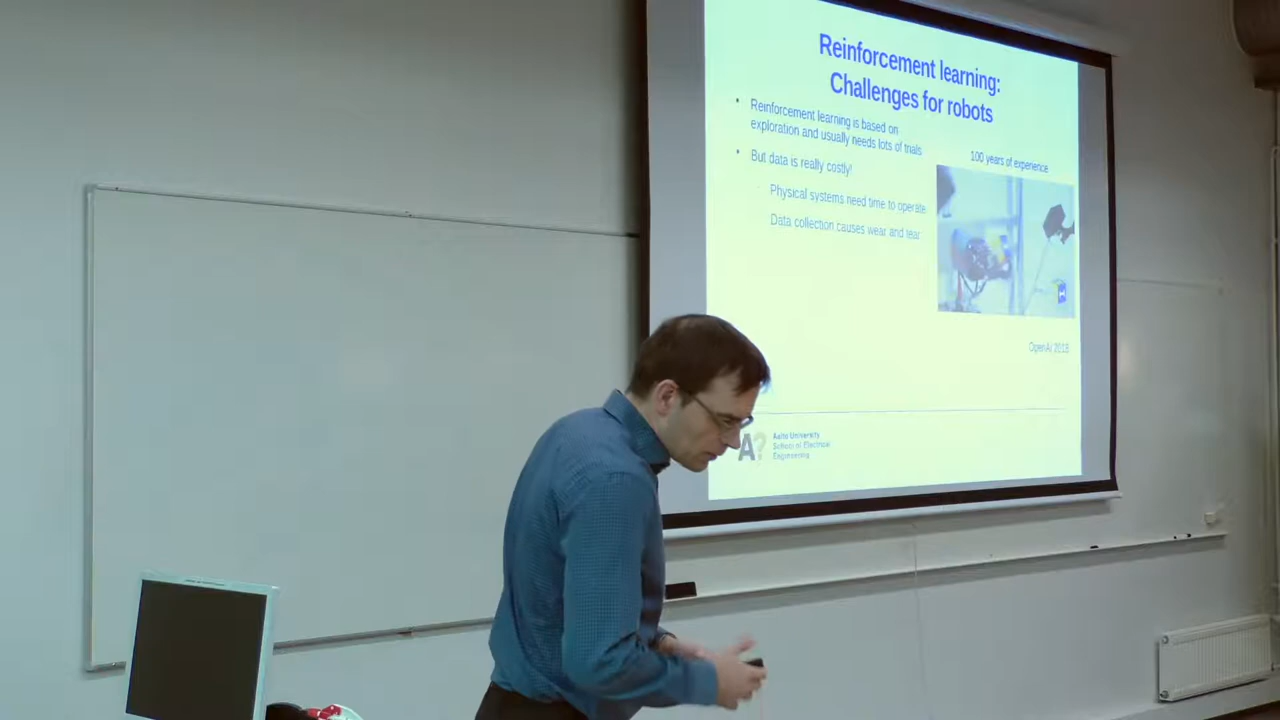 Reinforcement learning:
Challenges for robots
Reinforcement learning is based on
exploration and usually needs lots of trials
But data is really costly!
Physical systems need time to operate
Data collection causes wear and tear
100 years of experience
OpenAI 2018
A?
Aalto University
School of Electrical
Engineering